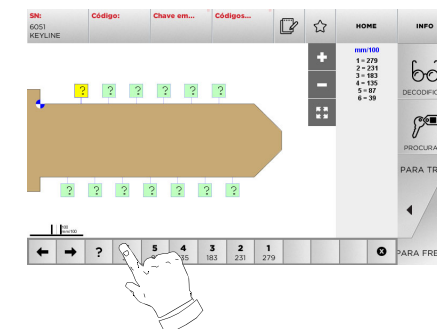 SN:
Código:
Chave em...
Códigos...
6051
KEYLINE
HOME
INFO
mm/100
1 = 279
2 = 231
3 = 183
4 = 135
5 = 87
6 = 39
DECODIFIC
PROCURA
PARA TR
PARA FRE
? ? ? ? ? ?
? ? ? ? ? ?
?
5 4 3 2 1
35 183 231 279